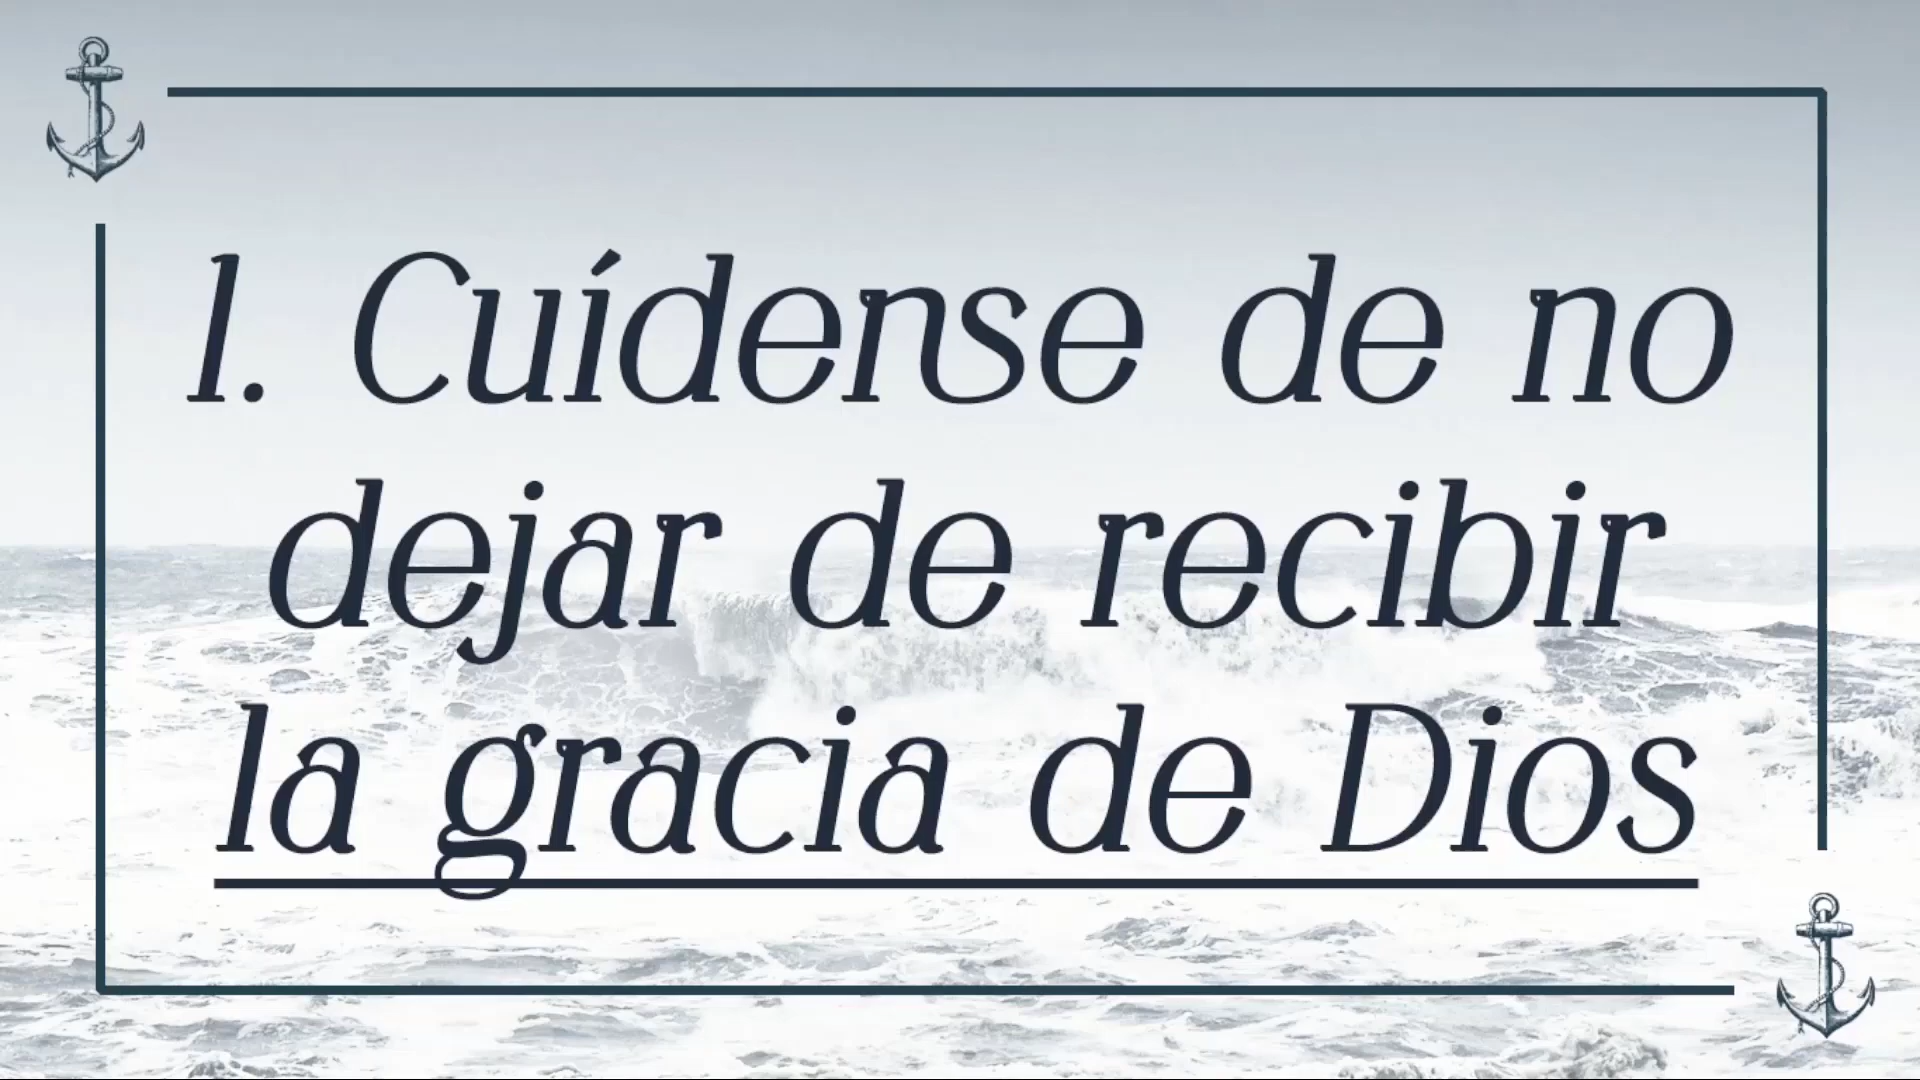 1. Cuídense de no
dejar de recibir
la gracia de Dios